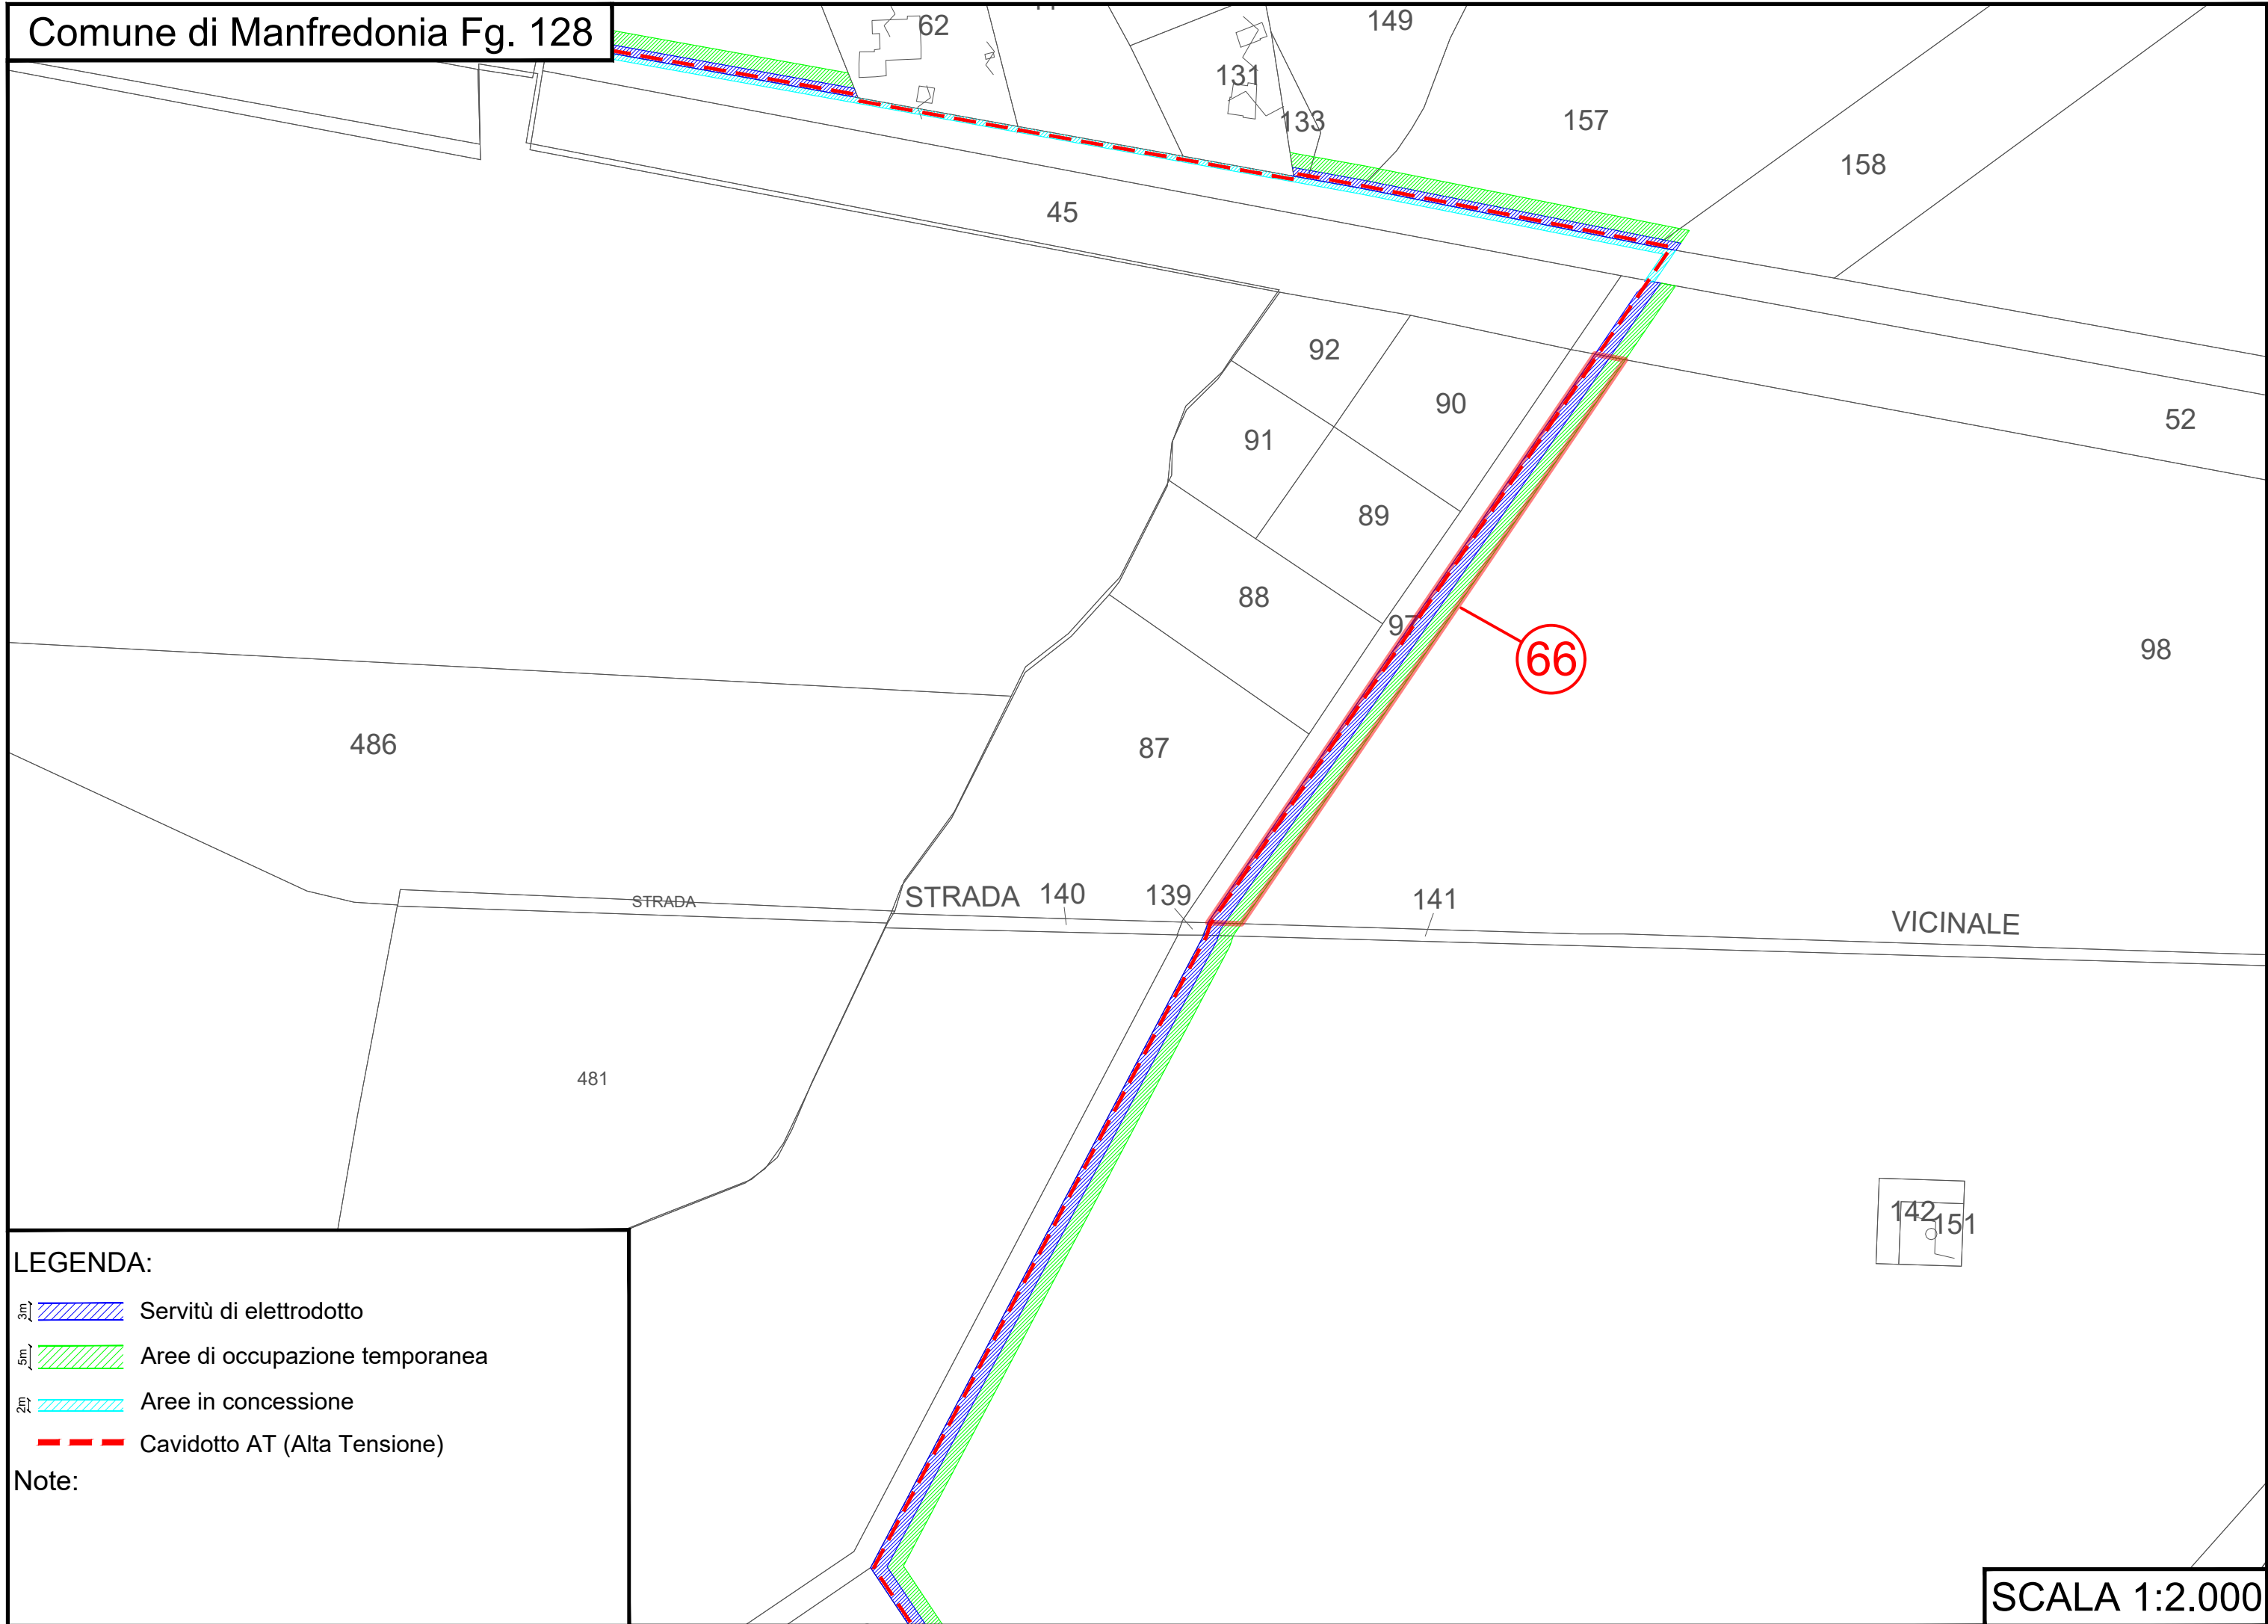 Comune di Manfredonia Fg. 128
62
149
131
133
157
158
45
92
90
52
91
89
88
97
66
98
486
87
STRADA
STRADA
140
139
141
VICINALE
481
142
151
LEGENDA:
3m
Servitù di elettrodotto
5m
Aree di occupazione temporanea
2m
Aree in concessione
Cavidotto AT (Alta Tensione)
Note:
SCALA 1:2.000